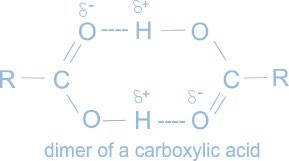 δ- δ+
O H O
R C C R
δ+ δ-
O H O
dimer of a carboxylic acid